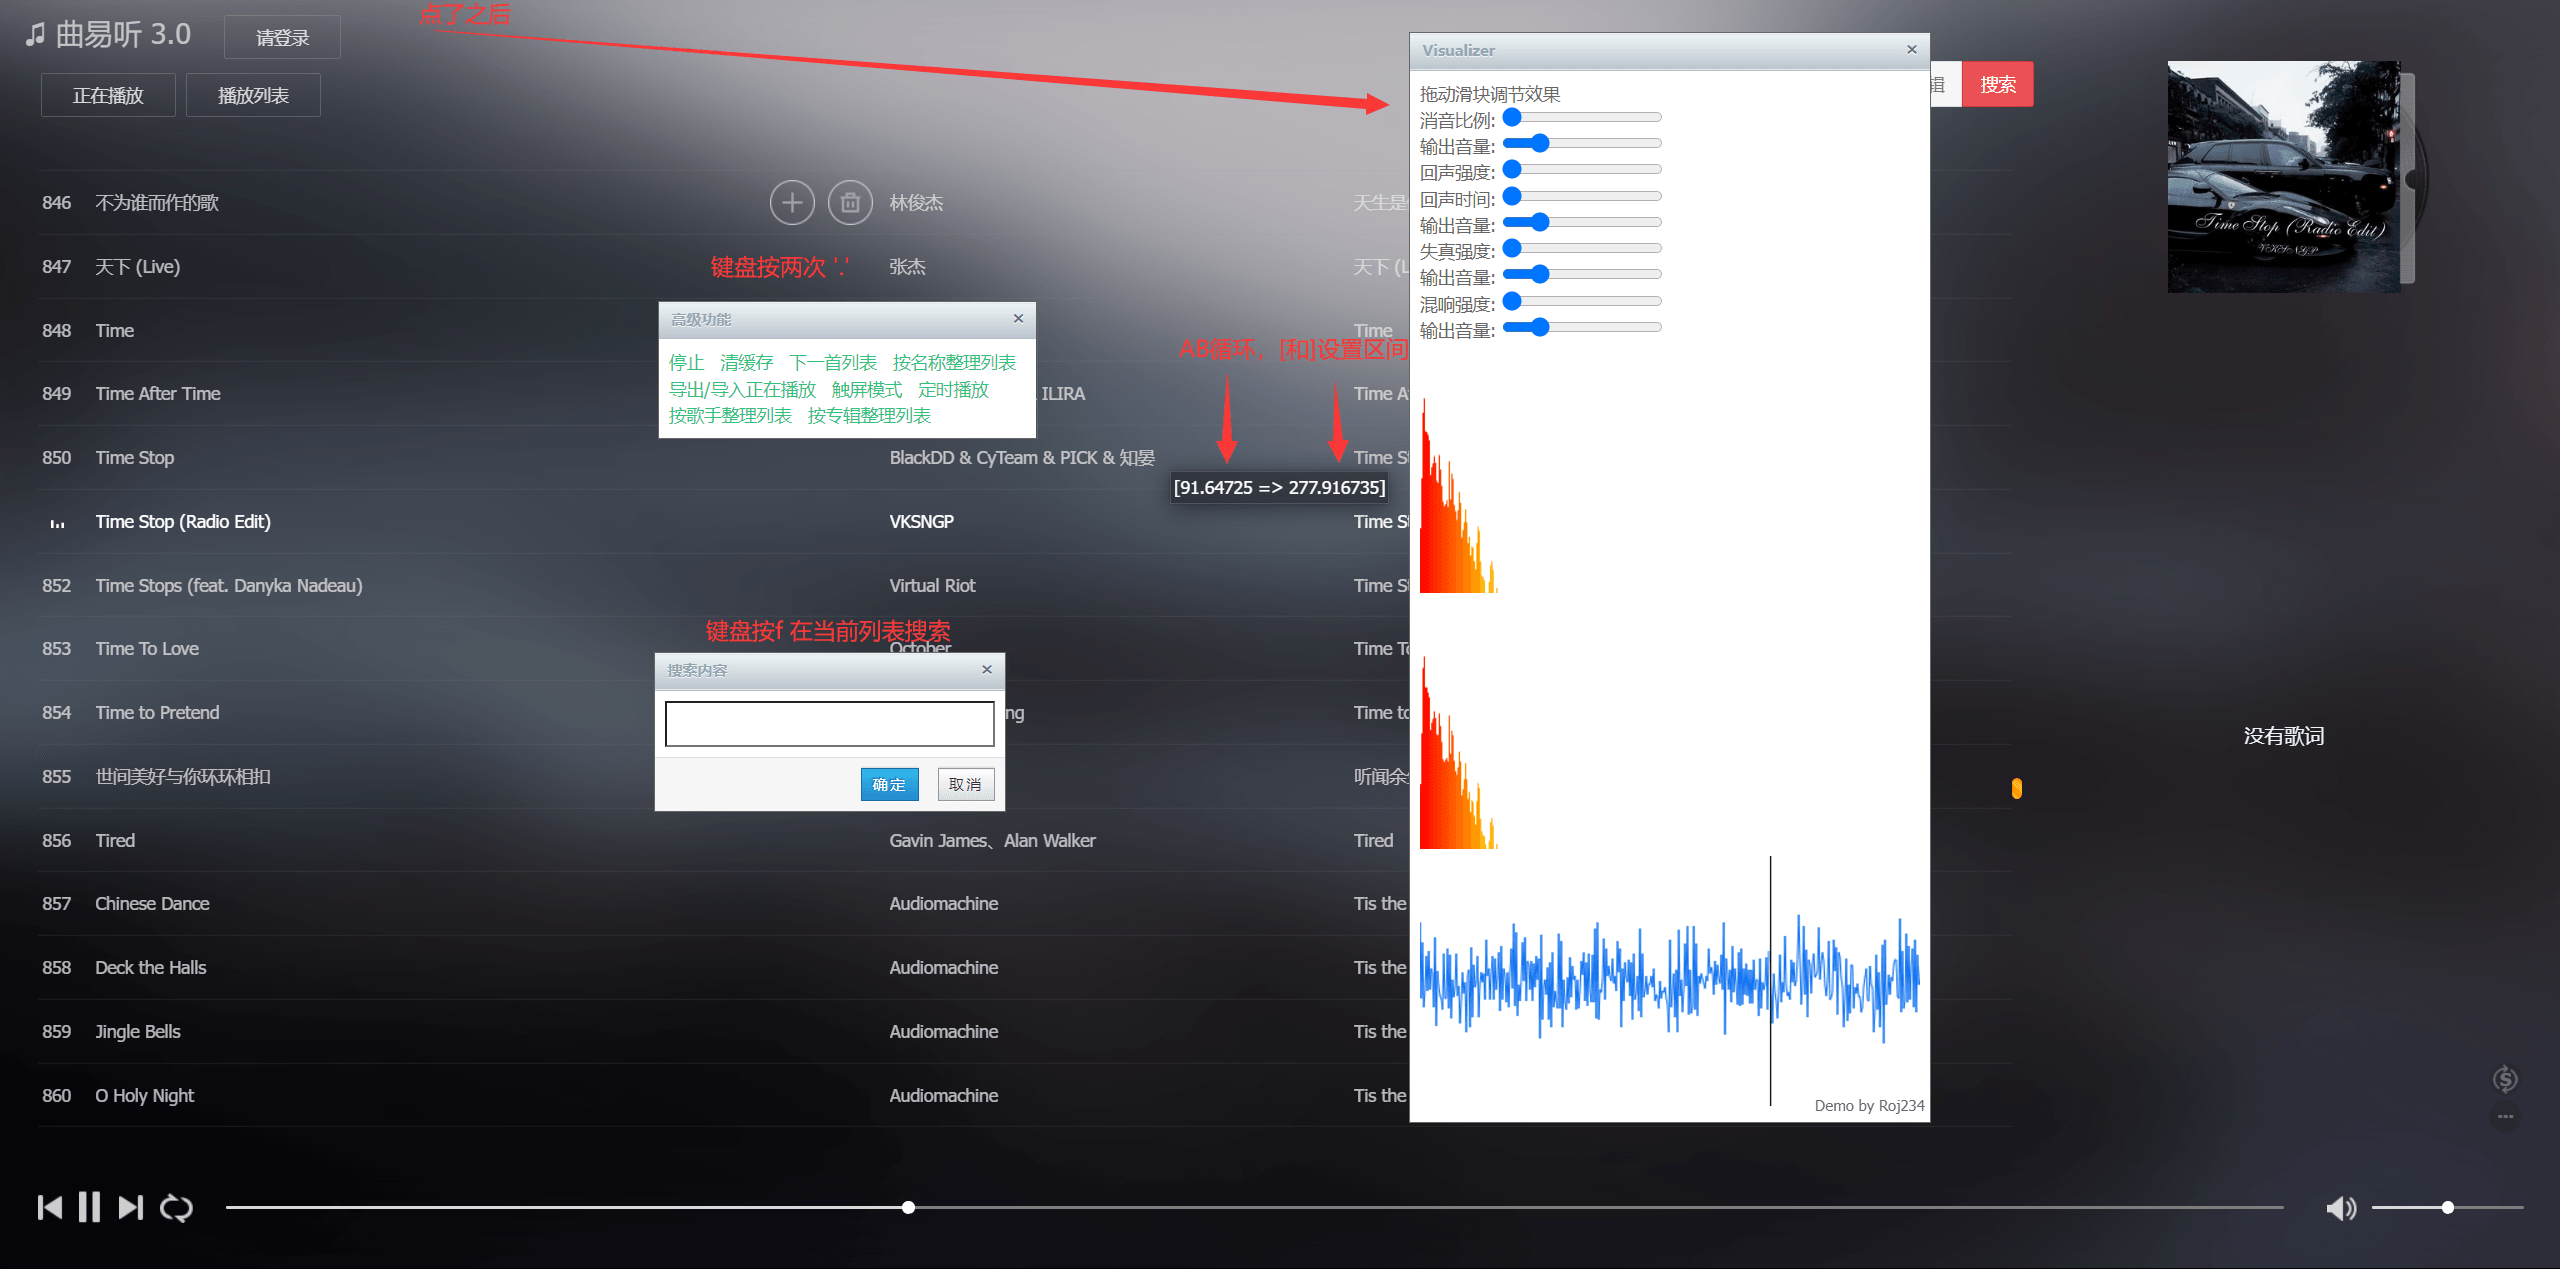 点了之后
曲易听 3.0
请登录
正在播放
播放列表
辑
搜索
846 不为谁而作的歌 林俊杰 天生是
键盘按两次 '.'
847 天下 (Live) 张杰 天下 (L
848 Time Time
849 Time After Time ILIRA Time A
850 Time Stop BlackDD & CyTeam & PICK & 知晏 Time S
Time Stop (Radio Edit) VKSNGP Time S
852 Time Stops (feat. Danyka Nadeau) Virtual Riot Time S
853 Time To Love October Time T
854 Time to Pretend ng Time to
855 世间美好与你环环相扣 听闻余
856 Tired Gavin James、Alan Walker Tired
857 Chinese Dance Audiomachine Tis the
858 Deck the Halls Audiomachine Tis the
859 Jingle Bells Audiomachine Tis the
860 O Holy Night Audiomachine Tis the
高级功能
停止 清缓存 下一首列表 按名称整理列表
导出/导入正在播放 触屏模式 定时播放
按歌手整理列表 按专辑整理列表
AB循环，[和]设置区间
[91.64725 => 277.916735]
键盘按f 在当前列表搜索
搜索内容
确定 取消
Visualizer
拖动滑块调节效果
消音比例:
输出音量:
回声强度:
回声时间:
输出音量:
失真强度:
输出音量:
混响强度:
输出音量:
Demo by Roj234
Time Stop (Radio Edit)
VKSNGP
没有歌词